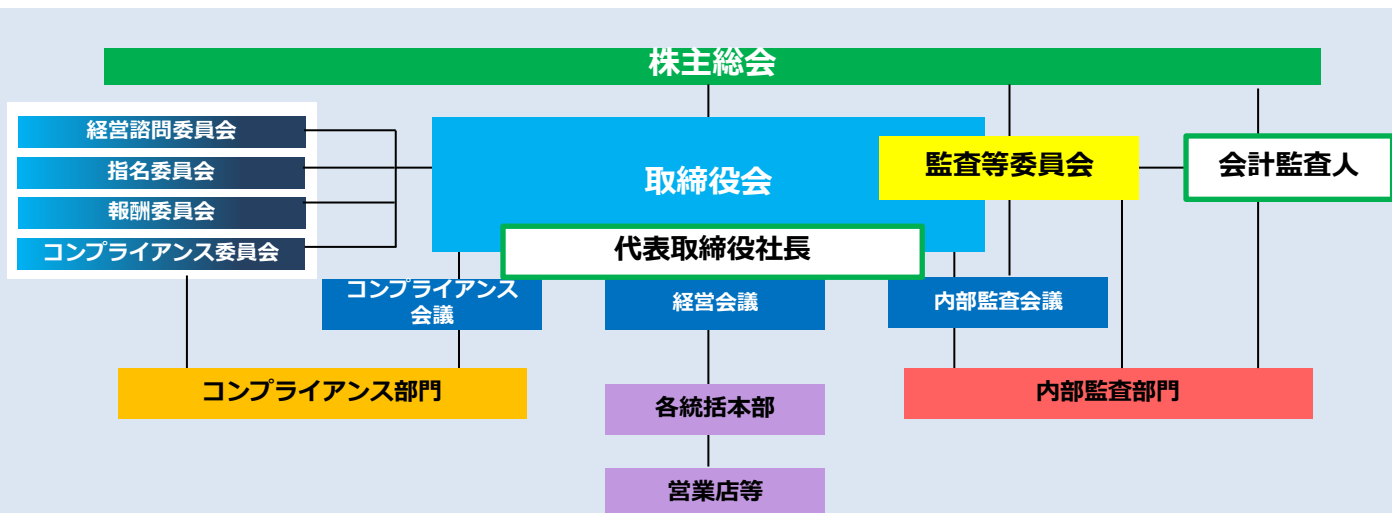 株主総会
経営諮問委員会
指名委員会
報酬委員会
コンプライアンス委員会
取締役会
監査等委員会
会計監査人
代表取締役社長
コンプライアンス
会議
経営会議
内部監査会議
コンプライアンス部門
各統括本部
内部監査部門
営業店等